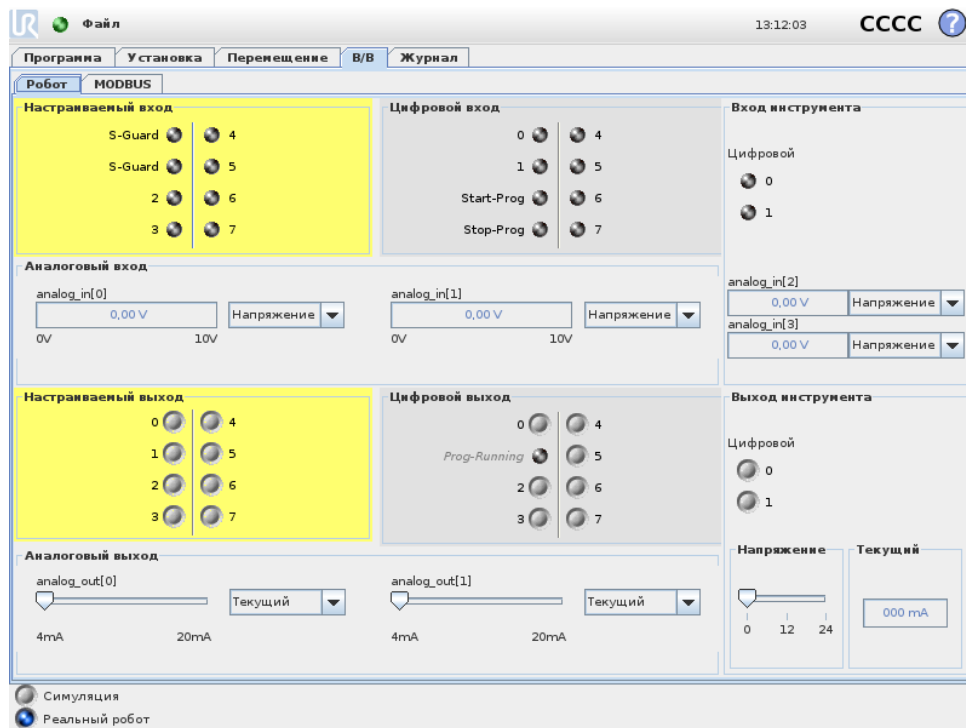 UR Файл 13:12:03 CCCC ?
Программа Установка Перемещение В/В Журнал
Робот MODBUS
Настраиваемый вход
S-Guard 4
S-Guard 5
2 6
3 7
Цифровой вход
0 4
1 5
Start-Prog 6
Stop-Prog 7
Вход инструмента
Цифровой
0
1
Аналоговый вход
analog_in[0]
0,00 V Напряжение
0V 10V
analog_in[1]
0,00 V Напряжение
0V 10V
analog_in[2]
0,00 V Напряжение
analog_in[3]
0,00 V Напряжение
Настраиваемый выход
0 4
1 5
2 6
3 7
Цифровой выход
0 4
Prog-Running 5
2 6
3 7
Выход инструмента
Цифровой
0
1
Аналоговый выход
analog_out[0]
Текущий
4mA 20mA
analog_out[1]
Текущий
4mA 20mA
Напряжение
0 12 24
Текущий
000 mA
Симуляция
Реальный робот